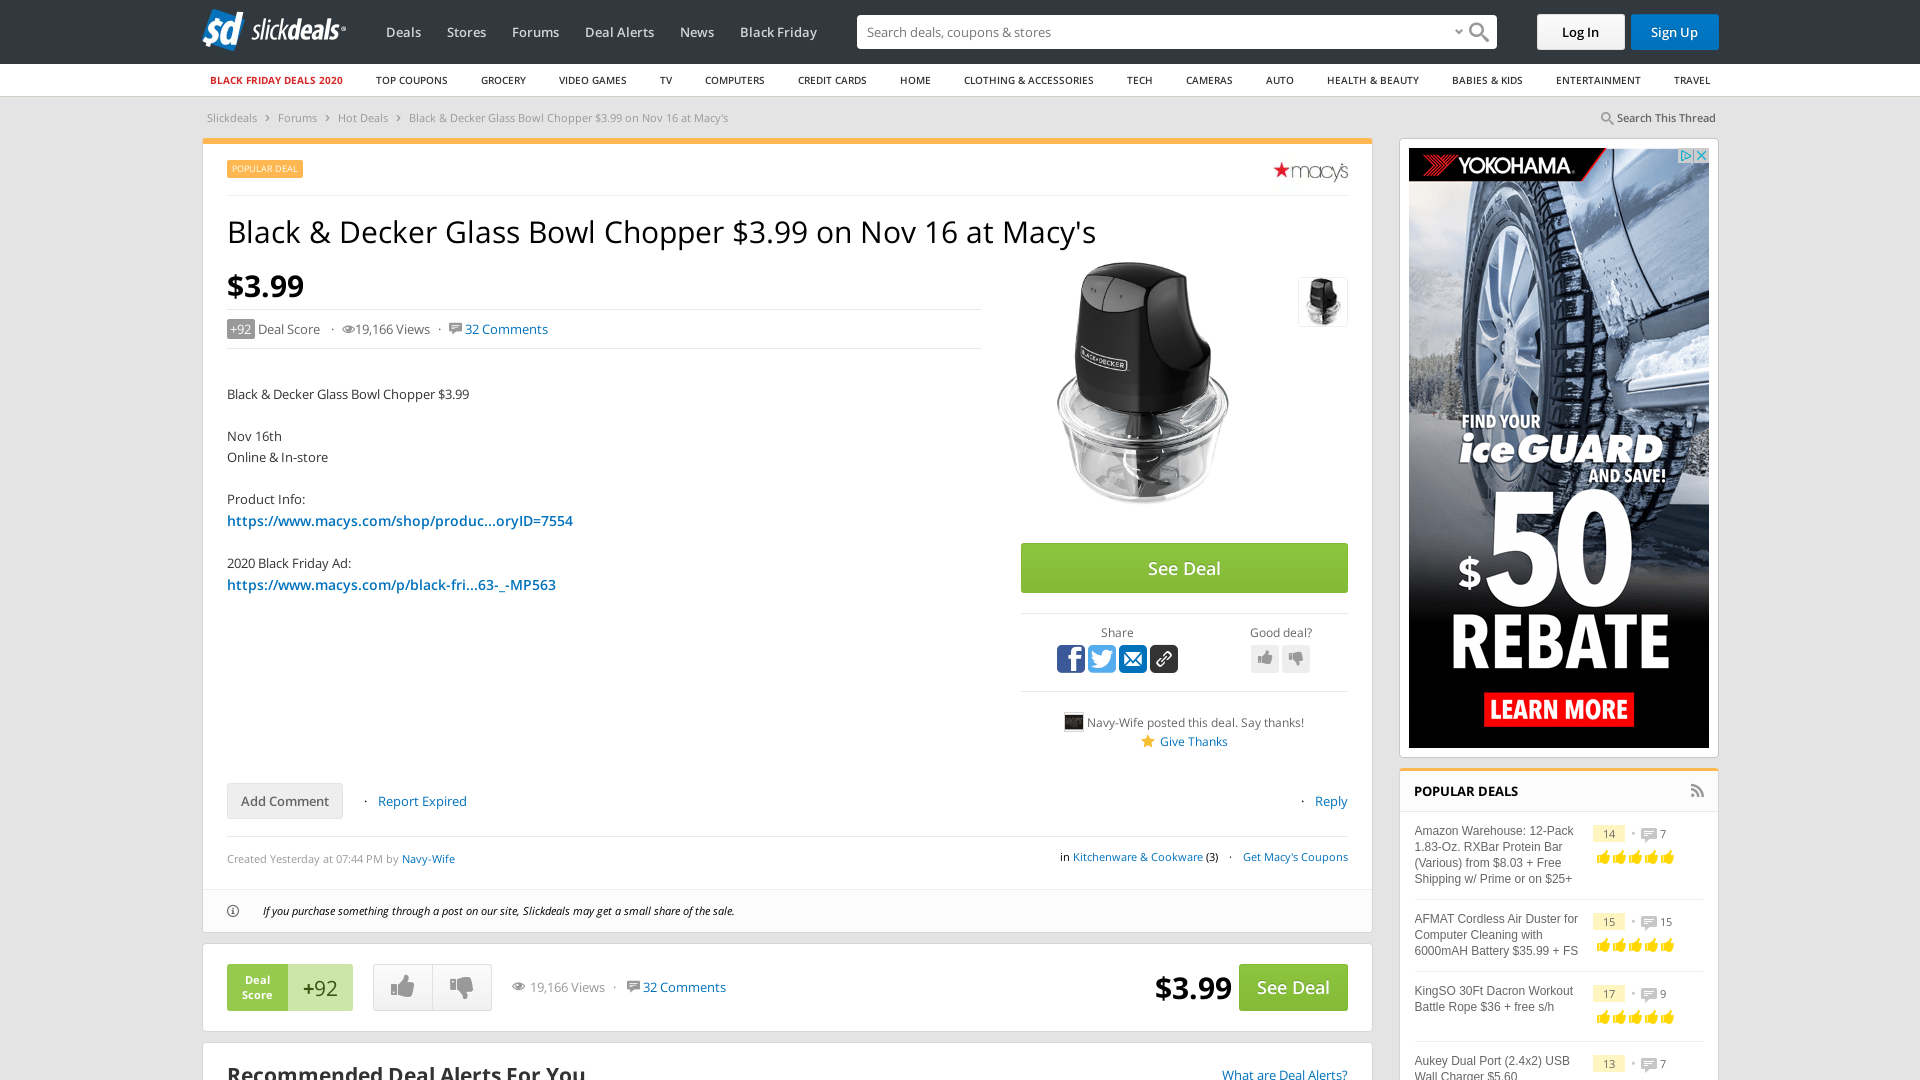 slickdeals
Deals
Stores
Forums
Deal Alerts
News
Black Friday
Search deals, coupons & stores
Log In
Sign Up
BLACK FRIDAY DEALS 2020
TOP COUPONS
GROCERY
VIDEO GAMES
TV
COMPUTERS
CREDIT CARDS
HOME
CLOTHING & ACCESSORIES
TECH
CAMERAS
AUTO
HEALTH & BEAUTY
BABIES & KIDS
ENTERTAINMENT
TRAVEL
Slickdeals › Forums › Hot Deals › Black & Decker Glass Bowl Chopper $3.99 on Nov 16 at Macy's
Search This Thread
POPULAR DEAL
macy's
Black & Decker Glass Bowl Chopper $3.99 on Nov 16 at Macy's
$3.99
+92 Deal Score · 19,166 Views · 32 Comments
Black & Decker Glass Bowl Chopper $3.99
Nov 16th
Online & In-store
Product Info:
https://www.macys.com/shop/produc...oryID=7554
2020 Black Friday Ad:
https://www.macys.com/p/black-fri...63-_-MP563
BLACK+DECKER
See Deal
Share
Good deal?
Navy-Wife posted this deal. Say thanks!
Give Thanks
Add Comment · Report Expired
· Reply
Created Yesterday at 07:44 PM by Navy-Wife
in Kitchenware & Cookware (3) · Get Macy's Coupons
If you purchase something through a post on our site, Slickdeals may get a small share of the sale.
Deal
Score
+92
19,166 Views · 32 Comments
$3.99
See Deal
Recommended Deal Alerts For You
What are Deal Alerts?
YOKOHAMA
FIND YOUR
iceGUARD
AND SAVE!
$50
REBATE
LEARN MORE
POPULAR DEALS
Amazon Warehouse: 12-Pack
1.83-Oz. RXBar Protein Bar
(Various) from $8.03 + Free
Shipping w/ Prime or on $25+
14 • 7
AFMAT Cordless Air Duster for
Computer Cleaning with
6000mAH Battery $35.99 + FS
15 • 15
KingSO 30Ft Dacron Workout
Battle Rope $36 + free s/h
17 • 9
Aukey Dual Port (2.4x2) USB
Wall Charger $5.60
13 • 7